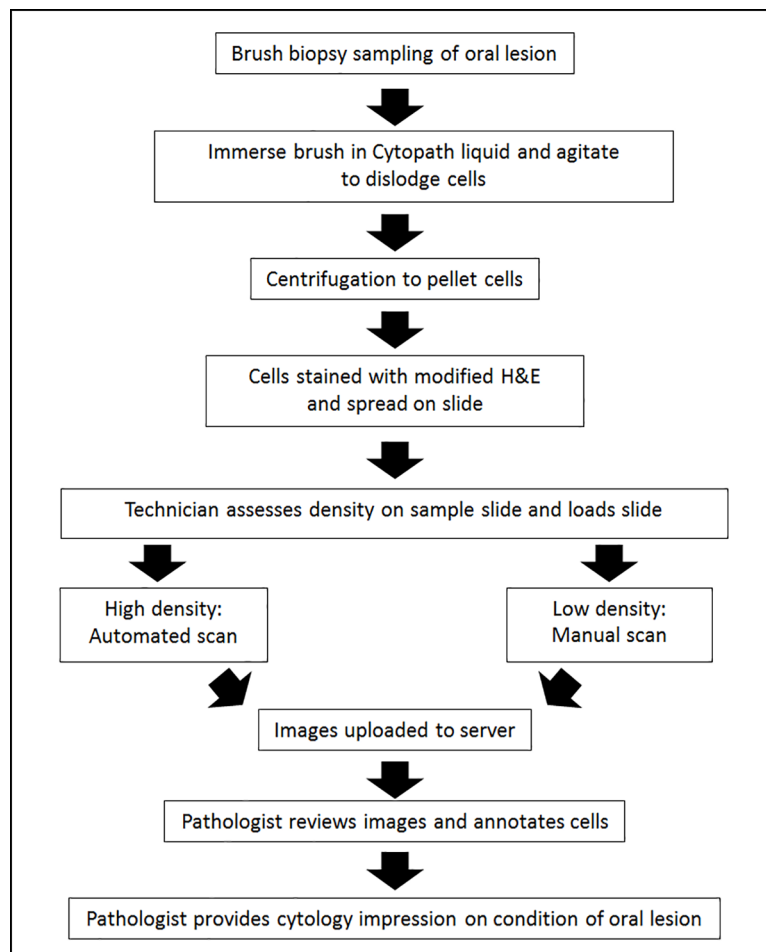 Brush biopsy sampling of oral lesion
Immerse brush in Cytopath liquid and agitate
to dislodge cells
Centrifugation to pellet cells
Cells stained with modified H&E
and spread on slide
Technician assesses density on sample slide and loads slide
High density:
Automated scan
Low density:
Manual scan
Images uploaded to server
Pathologist reviews images and annotates cells
Pathologist provides cytology impression on condition of oral lesion